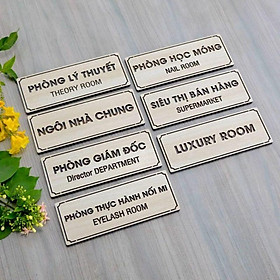 PHÒNG LÝ THUYẾT
THEORY ROOM
PHÒNG HỌC MÓNG
NAIL ROOM
NGÔI NHÀ CHUNG
SIÊU THỊ BÁN HÀNG
SUPERMARKET
PHÒNG GIÁM ĐỐC
Director DEPARTMENT
LUXURY ROOM
PHÒNG THỰC HÀNH NỐI MI
EYELASH ROOM